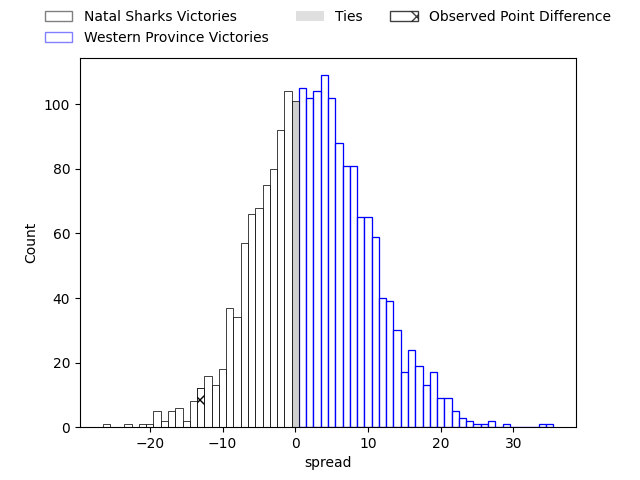 Natal Sharks Victories
Western Province Victories
Ties
Observed Point Difference
Count
100
80
60
40
20
0
−20
−10
0
10
20
30
spread